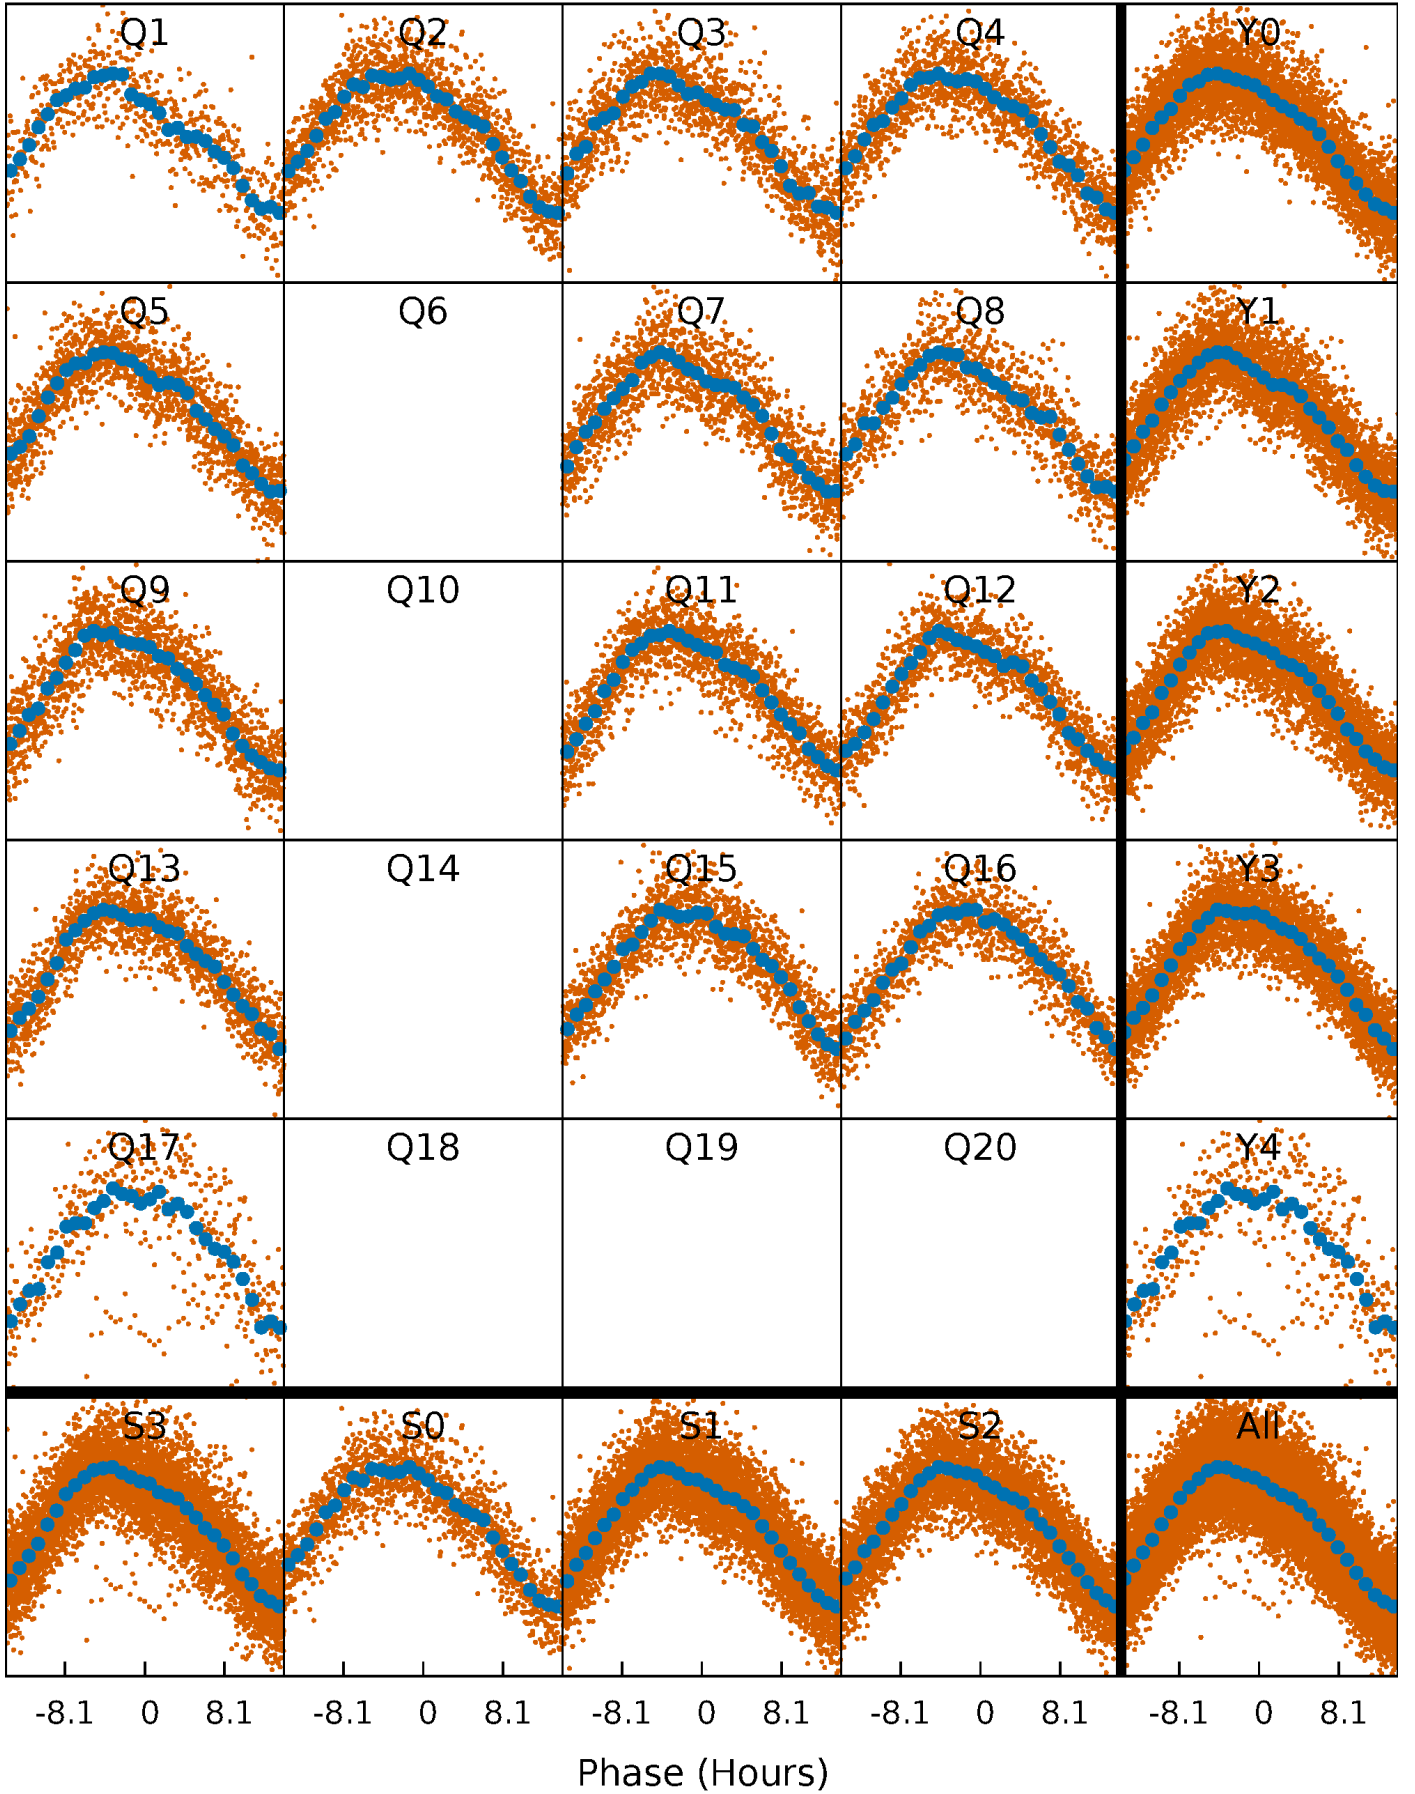 Q1 Q2 Q3 Q4 Y0
Q5 Q6 Q7 Q8 Y1
Q9 Q10 Q11 Q12 Y2
Q13 Q14 Q15 Q16 Y3
Q17 Q18 Q19 Q20 Y4
S3 S0 S1 S2 All
-8.1 0 8.1 -8.1 0 8.1 -8.1 0 8.1 -8.1 0 8.1 -8.1 0 8.1
Phase (Hours)